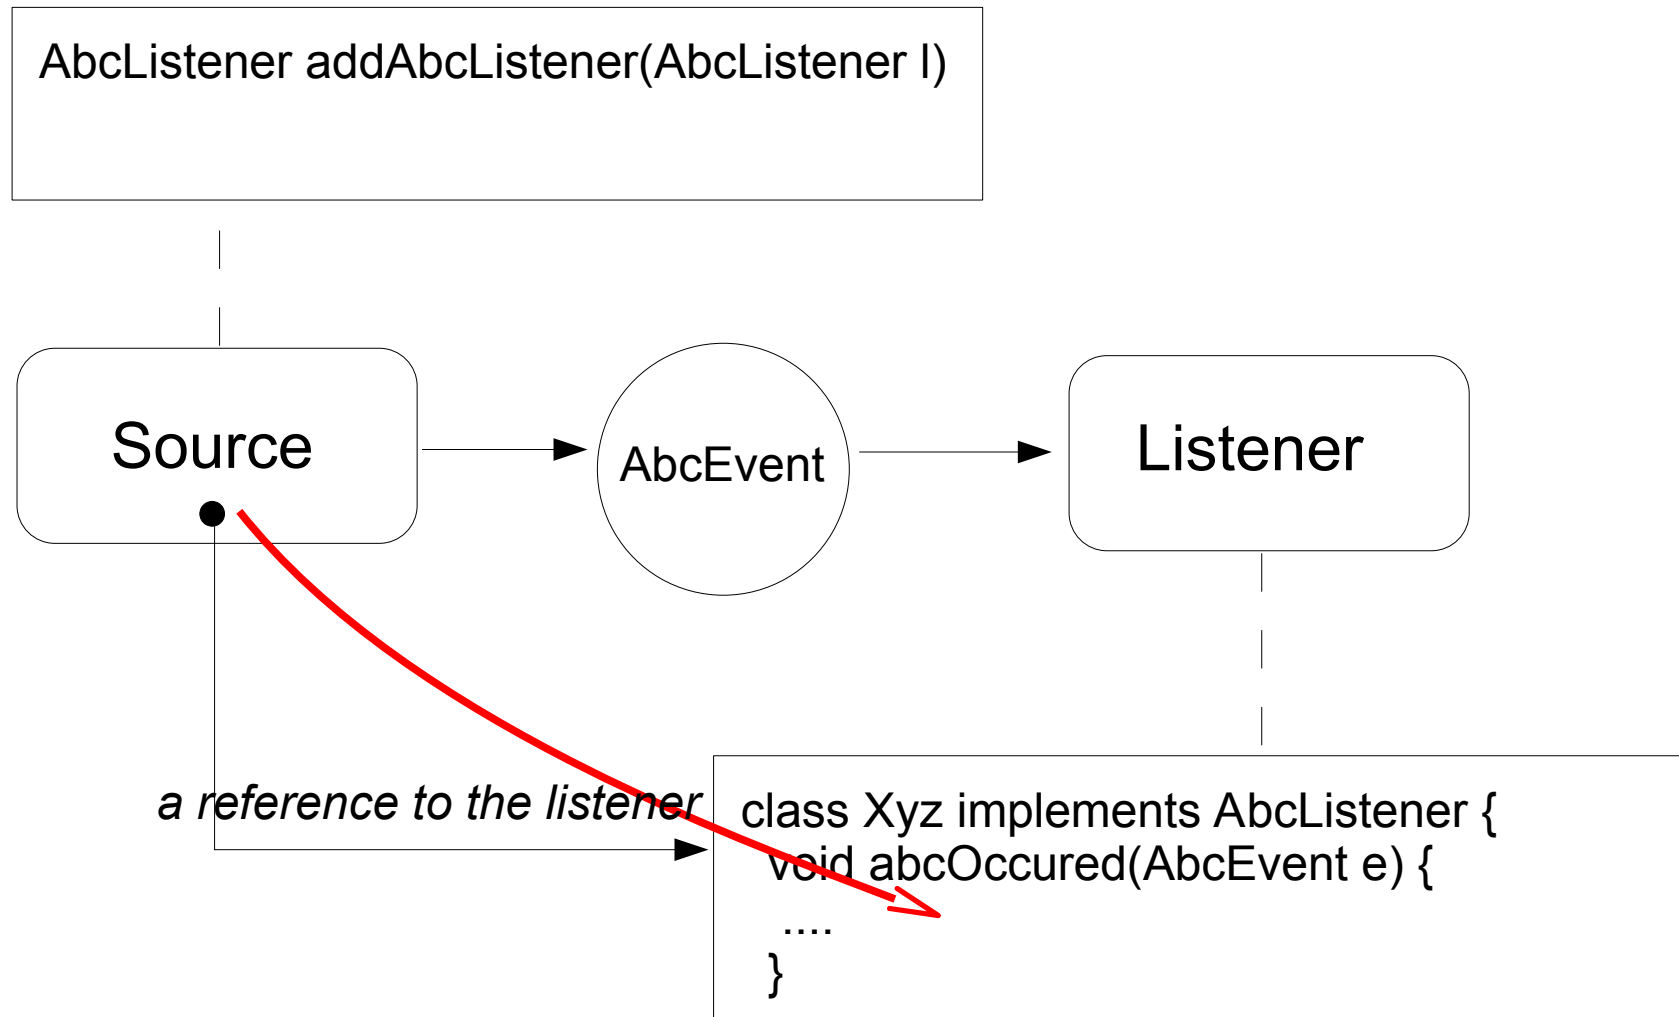 AbcListener addAbcListener(AbcListener l)
Source
AbcEvent
Listener
a reference to the listener
class Xyz implements AbcListener {
void abcOccured(AbcEvent e) {
....
}